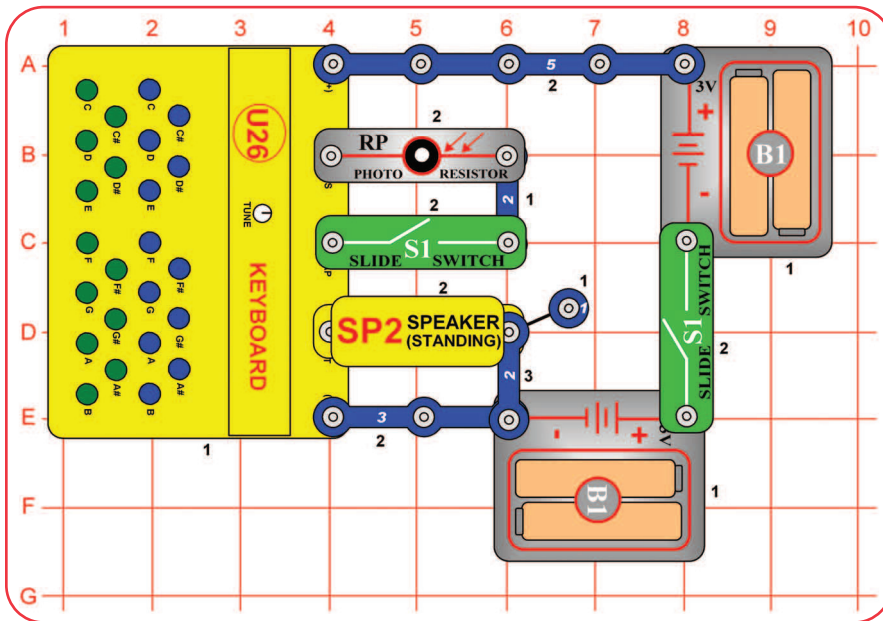 1 2 3 4 5 6 7 8 9 10
A
B
C
D
E
F
G
U26
TUNE
KEYBOARD
C C# D D# E F F# G G# A A# B
C C# D D# E F F# G G# A A# B
+)
S
P
T
(
1
5
2
2
RP
PHOTO RESISTOR
2
1
2
S1
SLIDE SWITCH
2
SP2 SPEAKER
(STANDING)
1
1
2
3
3
2
3V
+
-
B1
1
S1
SLIDE SWITCH
2
-
+
V
B1
1